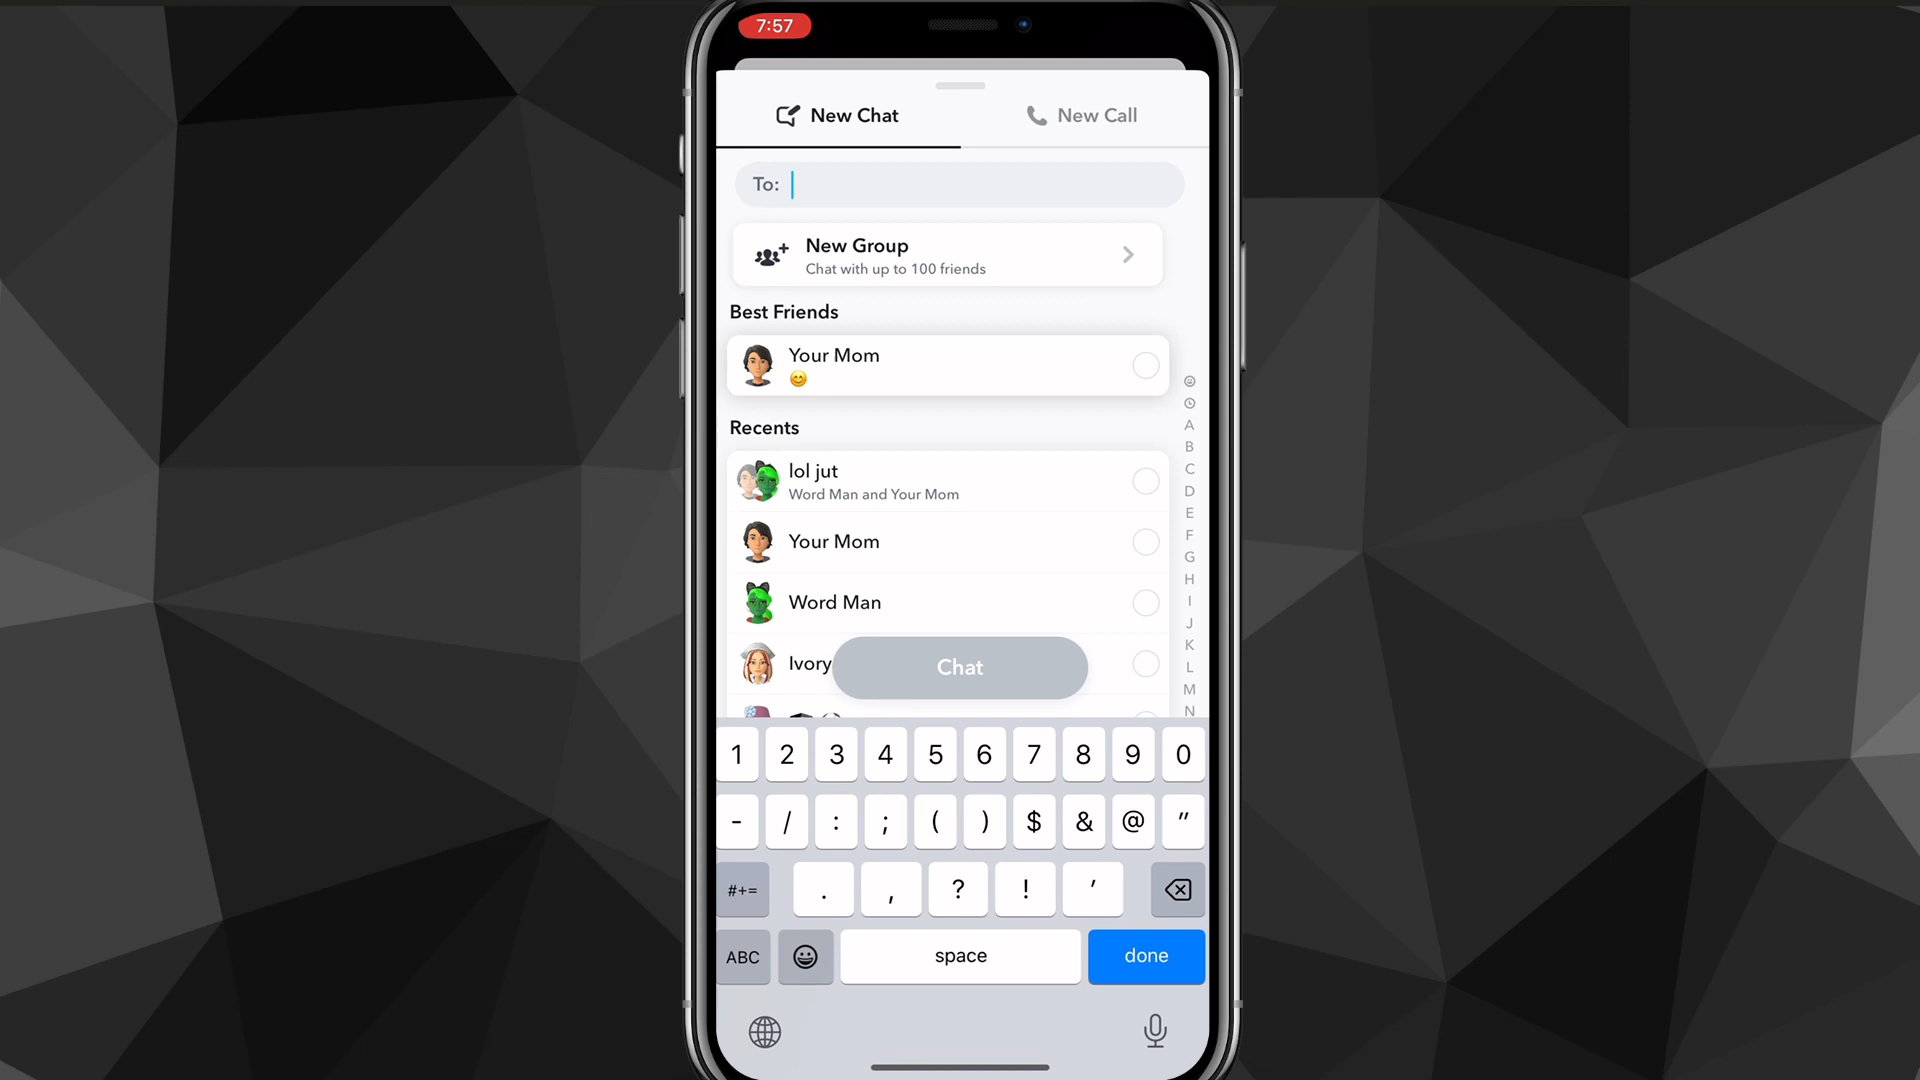 7:57
New Chat
New Call
To:
New Group
Chat with up to 100 friends
Best Friends
Your Mom
😊
Recents
lol jut
Word Man and Your Mom
Your Mom
Word Man
Ivory
Chat
A
B
C
D
E
F
G
H
I
J
K
L
M
N
1 2 3 4 5 6 7 8 9 0
- / : ; ( ) $ & @ "
#+= . , ? ! '
ABC space done